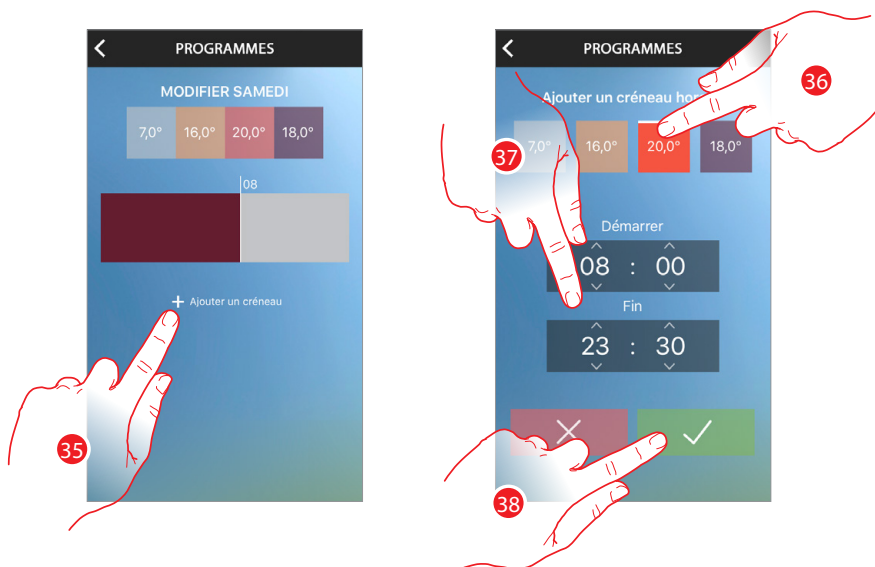 PROGRAMMES
MODIFIER SAMEDI
7,0° 16,0° 20,0° 18,0°
08
+ Ajouter un créneau
35
PROGRAMMES
Ajouter un créneau hor
7,0° 16,0° 20,0° 18,0°
36
37
Démarrer
08 : 00
Fin
23 : 30
38